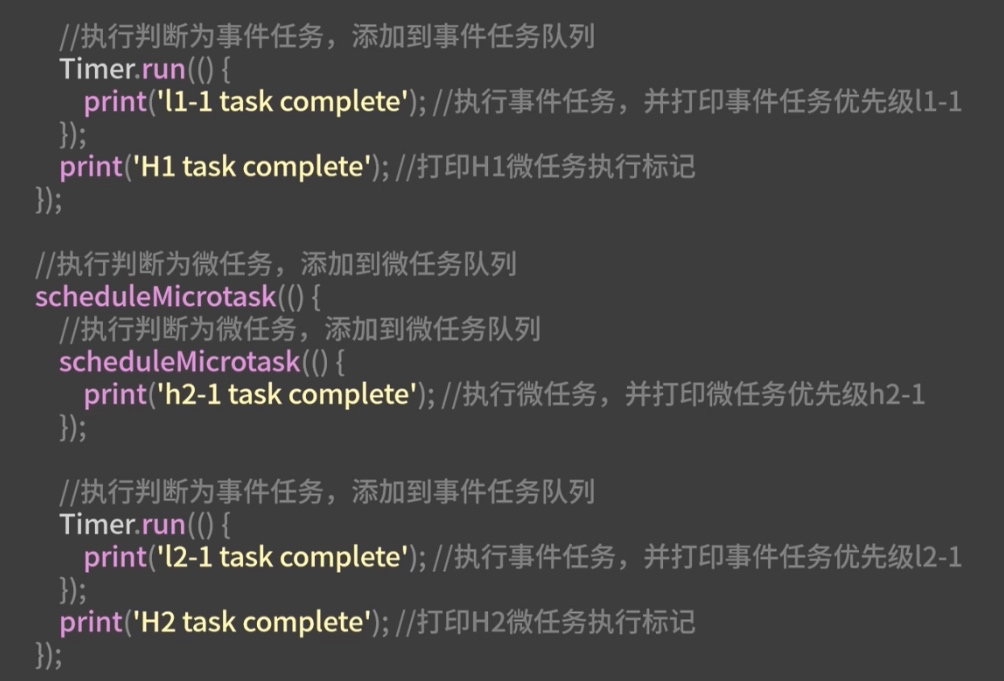 //执行判断为事件任务，添加到事件任务队列
Timer.run(() {
print('l1-1 task complete'); //执行事件任务，并打印事件任务优先级l1-1
});
print('H1 task complete'); //打印H1微任务执行标记
});
//执行判断为微任务，添加到微任务队列
scheduleMicrotask(() {
//执行判断为微任务，添加到微任务队列
scheduleMicrotask(() {
print('h2-1 task complete'); //执行微任务，并打印微任务优先级h2-1
});
//执行判断为事件任务，添加到事件任务队列
Timer.run(() {
print('l2-1 task complete'); //执行事件任务，并打印事件任务优先级l2-1
});
print('H2 task complete'); //打印H2微任务执行标记
});